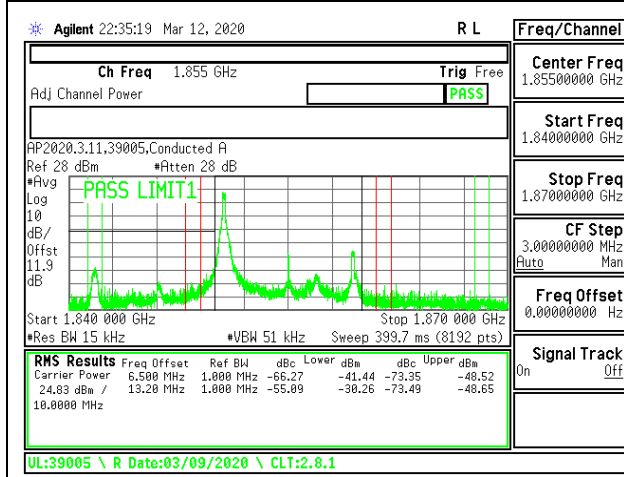 Agilent 22:35:19 Mar 12, 2020 R L
Freq/Channel
Ch Freq 1.855 GHz Trig Free
Adj Channel Power PASS
Center Freq
1.85500000 GHz
Start Freq
1.84000000 GHz
AP2020.3.11,39005,Conducted A
Ref 28 dBm #Atten 28 dB
#Avg
Log
10
dB/
Offst
11.9
dB
PASS LIMIT1
Stop Freq
1.87000000 GHz
CF Step
3.00000000 MHz
Auto Man
Freq Offset
0.00000000 Hz
Start 1.840 000 GHz Stop 1.870 000 GHz
#Res BW 15 kHz #VBW 51 kHz Sweep 399.7 ms (8192 pts)
Signal Track
On Off
RMS Results Freq Offset Ref BW dBc Lower dBm dBc Upper dBm
Carrier Power 6.500 MHz 1.000 MHz -66.27 -41.44 -73.35 -48.52
24.83 dBm / 13.20 MHz 1.000 MHz -55.09 -30.26 -73.49 -48.65
10.0000 MHz
UL:39005 \ R Date:03/09/2020 \ CLT:2.8.1